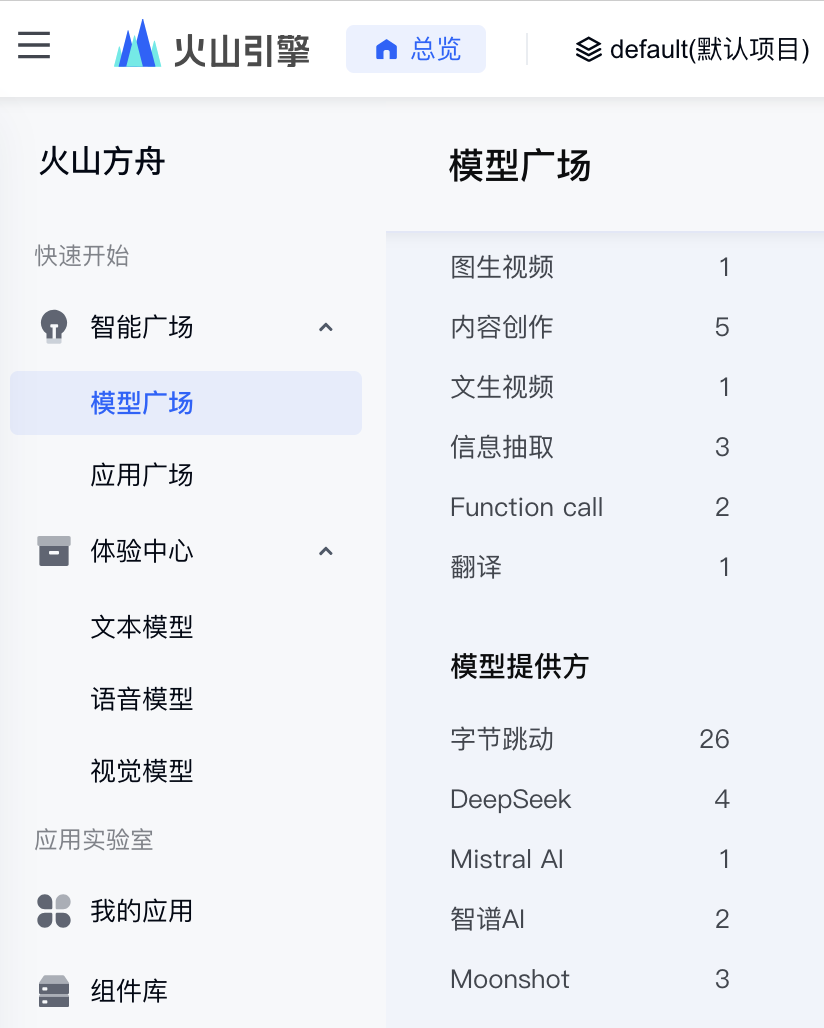 火山引擎
总览
default(默认项目)
火山方舟
快速开始
智能广场
模型广场
应用广场
体验中心
文本模型
语音模型
视觉模型
应用实验室
我的应用
组件库
模型广场
图生视频 1
内容创作 5
文生视频 1
信息抽取 3
Function call 2
翻译 1
模型提供方
字节跳动 26
DeepSeek 4
Mistral AI 1
智谱AI 2
Moonshot 3